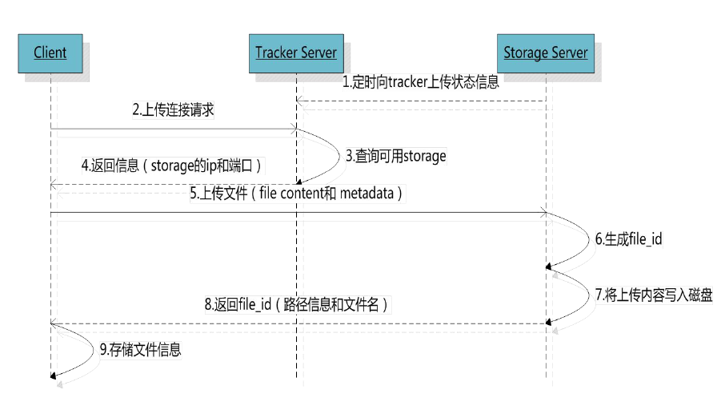 Client
Tracker Server
Storage Server
1.定时向tracker上传状态信息
2.上传连接请求
3.查询可用storage
4.返回信息（storage的ip和端口）
5.上传文件（file content和 metadata）
6.生成file_id
7.将上传内容写入磁盘
8.返回file_id（路径信息和文件名）
9.存储文件信息